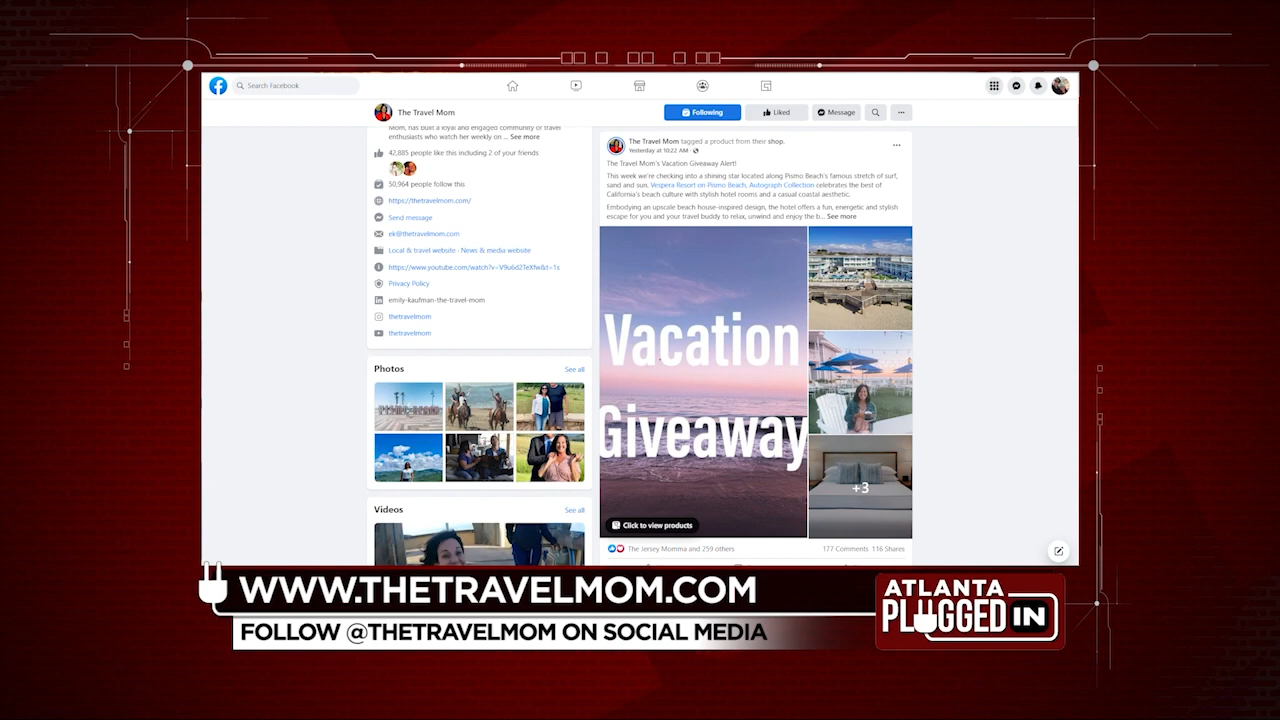 Search Facebook
The Travel Mom
Following
Liked
Message
Mom, has built a loyal and engaged community of travel
enthusiasts who watch her weekly on ... See more
42,885 people like this including 2 of your friends
50,964 people follow this
https://thetravelmom.com/
Send message
ek@thetravelmom.com
Local & travel website · News & media website
https://www.youtube.com/watch?v=V9u6d2TeXfw&t=1s
Privacy Policy
emily-kaufman-the-travel-mom
thetravelmom
thetravelmom
Photos
See all
Videos
See all
The Travel Mom tagged a product from their shop.
Yesterday at 10:22 AM ·
The Travel Mom's Vacation Giveaway Alert!
This week we're checking into a shining star located along Pismo Beach's famous stretch of surf,
sand and sun. Vespera Resort on Pismo Beach, Autograph Collection celebrates the best of
California's beach culture with stylish hotel rooms and a casual coastal aesthetic.
Embodying an upscale beach house-inspired design, the hotel offers a fun, energetic and stylish
escape for you and your travel buddy to relax, unwind and enjoy the b... See more
Vacation
Giveaway
+3
Click to view products
The Jersey Momma and 259 others
177 Comments 116 Shares
WWW.THETRAVELMOM.COM
FOLLOW @THETRAVELMOM ON SOCIAL MEDIA
ATLANTA
PLUGGED IN